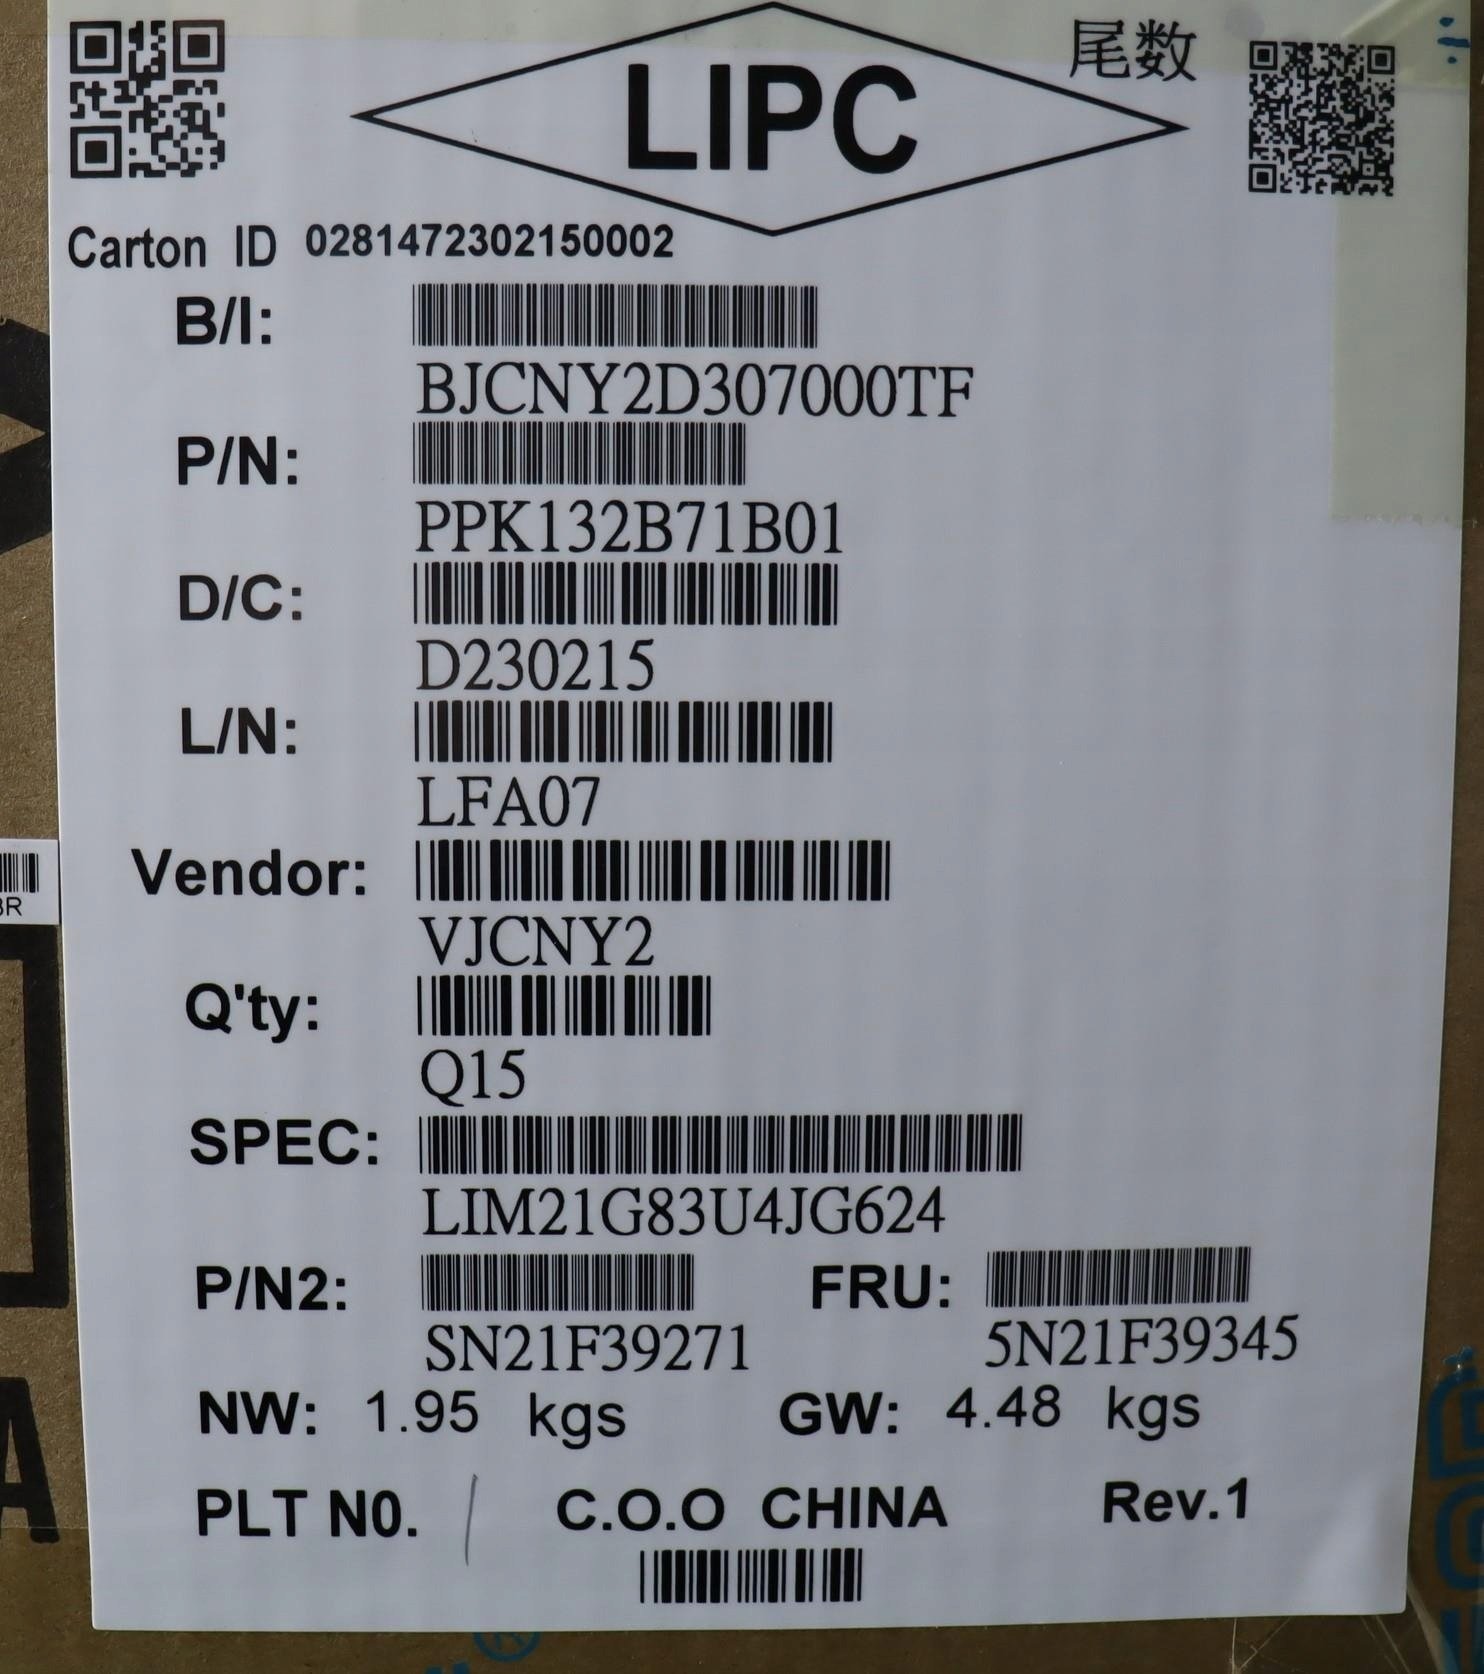 LIPC
尾数
Carton ID 0281472302150002
B/I:
BJCNY2D307000TF
P/N:
PPK132B71B01
D/C:
D230215
L/N:
LFA07
Vendor:
VJCNY2
Q'ty:
Q15
SPEC:
LIM21G83U4JG624
P/N2:
SN21F39271
FRU:
5N21F39345
NW: 1.95 kgs GW: 4.48 kgs
PLT N0. / C.O.O CHINA Rev.1